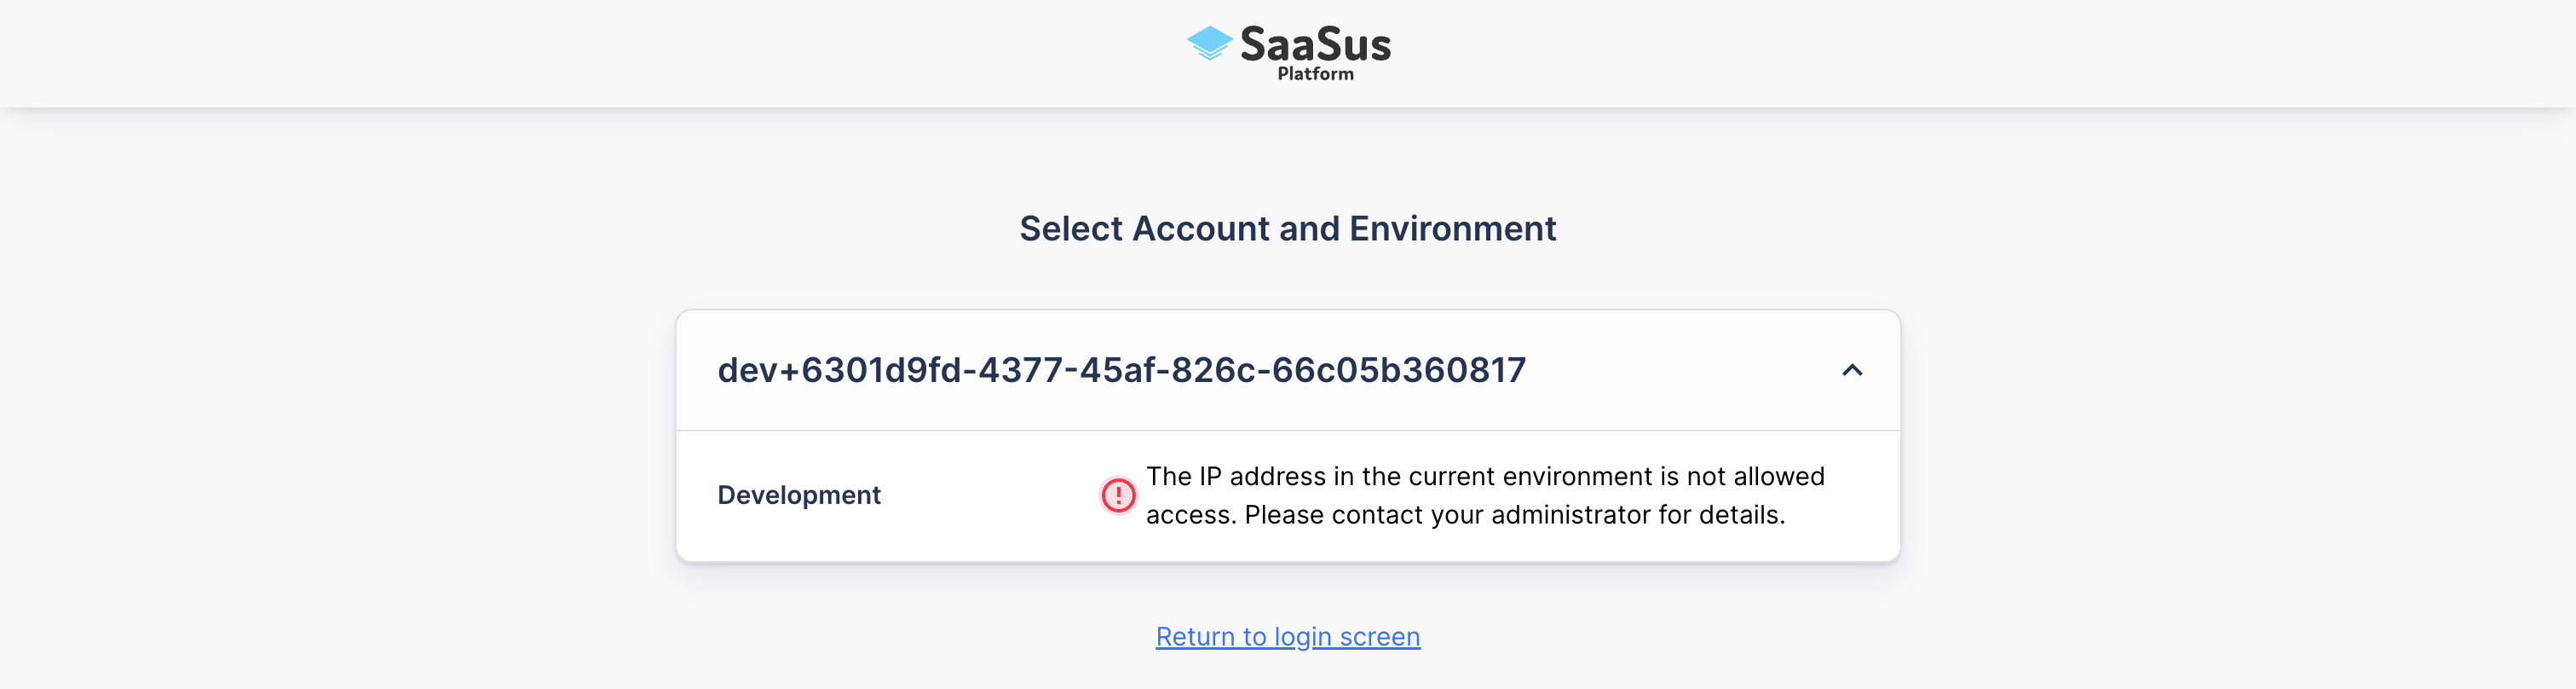 SaaSus
Platform
Select Account and Environment
dev+6301d9fd-4377-45af-826c-66c05b360817
Development
The IP address in the current environment is not allowed
access. Please contact your administrator for details.
Return to login screen